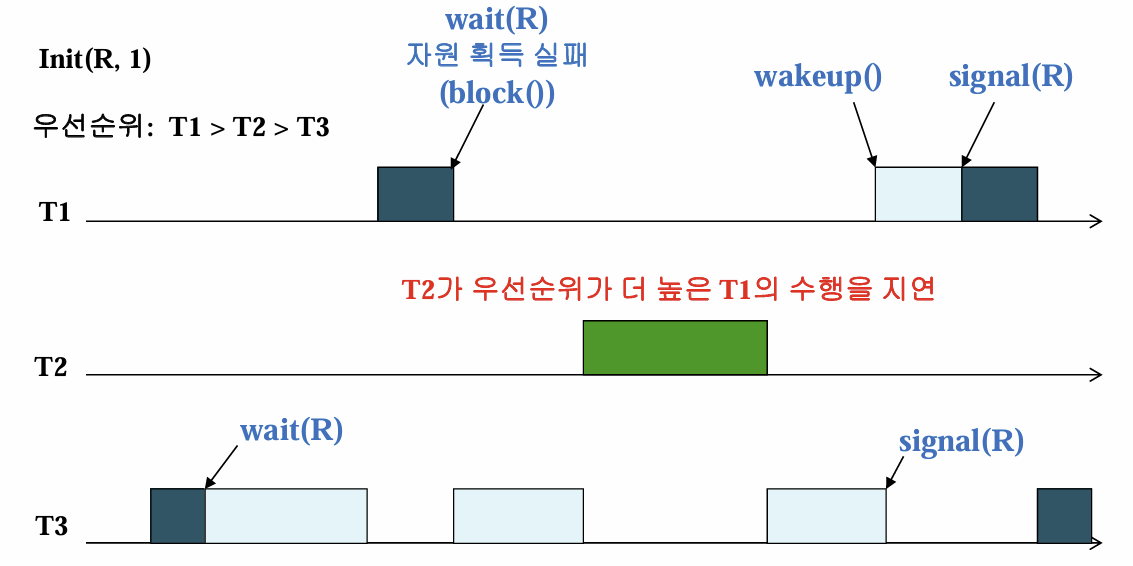 Init(R, 1)
우선순위: T1 > T2 > T3
wait(R)
자원 획득 실패
(block())
wakeup()
signal(R)
T1
T2가 우선순위가 더 높은 T1의 수행을 지연
T2
wait(R)
signal(R)
T3